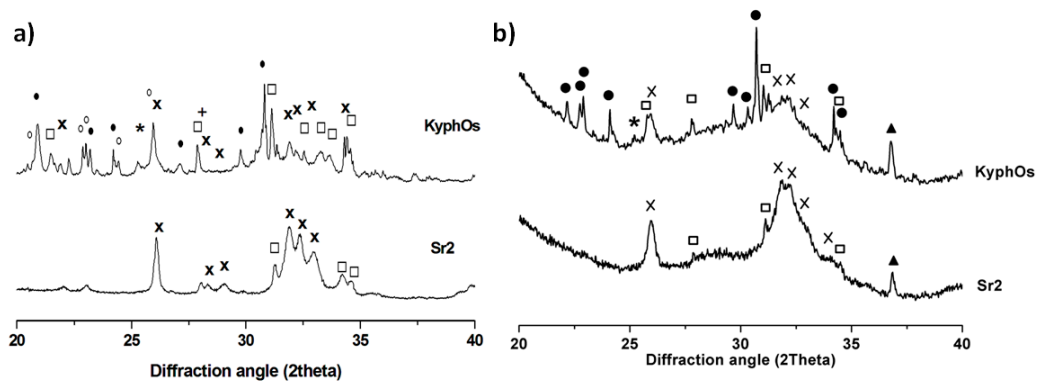 a)
KyphOs
Sr2
20 25 30 35 40
Diffraction angle (2theta)
b)
KyphOs
Sr2
20 25 30 35 40
Diffraction angle (2Theta)